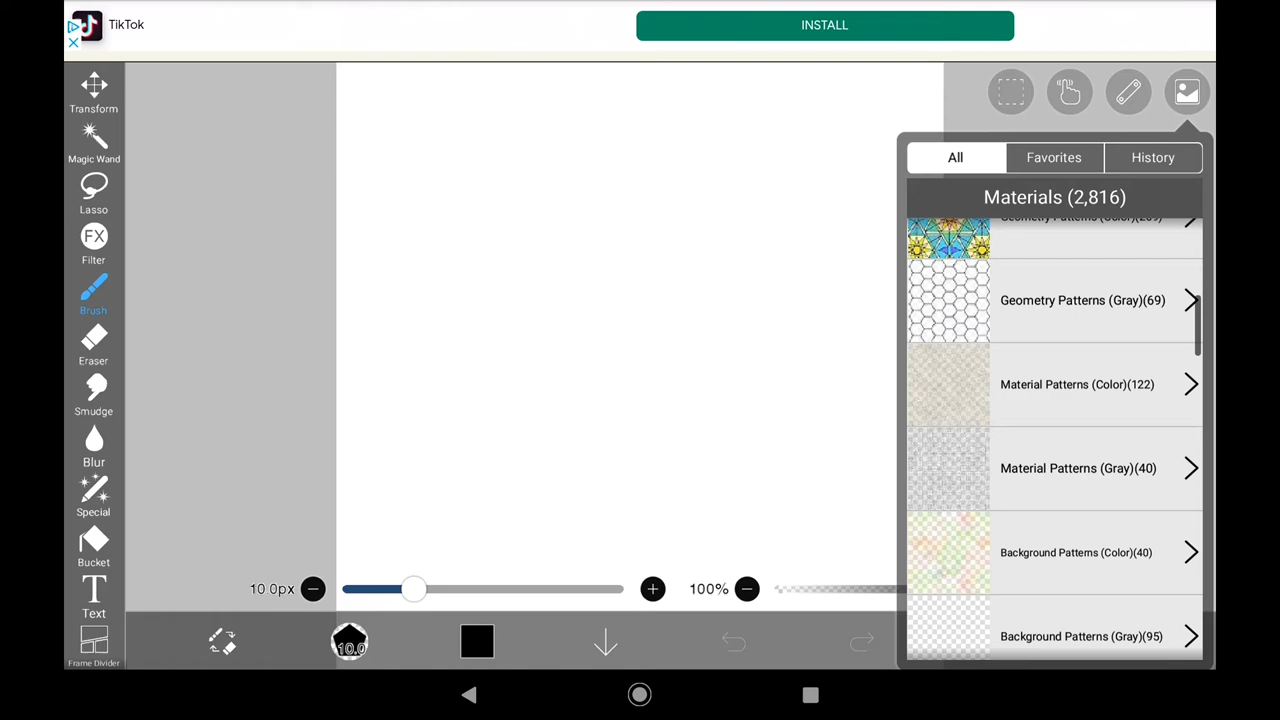 TikTok
INSTALL
Transform
Magic Wand
Lasso
FX
Filter
Brush
Eraser
Smudge
Blur
Special
Bucket
T
Text
Frame Divider
All
Favorites
History
Materials (2,816)
Geometry Patterns (Gray)(69)
Material Patterns (Color)(122)
Material Patterns (Gray)(40)
Background Patterns (Color)(40)
Background Patterns (Gray)(95)
10.0px
100%
10.0